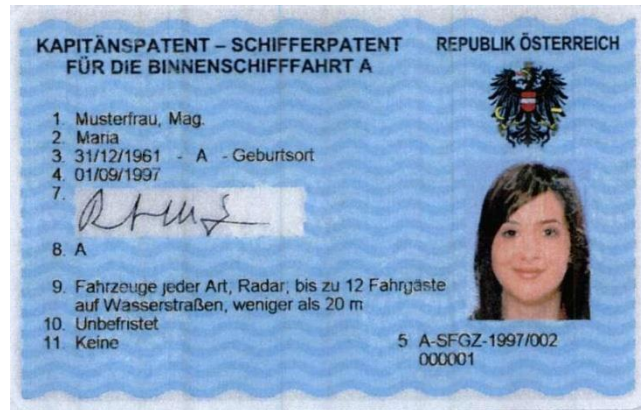 KAPITÄNSPATENT – SCHIFFERPATENT
FÜR DIE BINNENSCHIFFFAHRT A
REPUBLIK ÖSTERREICH
1. Musterfrau, Mag.
2. Maria
3. 31/12/1961 - A - Geburtsort
4. 01/09/1997
7.
8. A
9. Fahrzeuge jeder Art, Radar, bis zu 12 Fahrgäste
auf Wasserstraßen, weniger als 20 m
10. Unbefristet
11. Keine
5 A-SFGZ-1997/002
000001